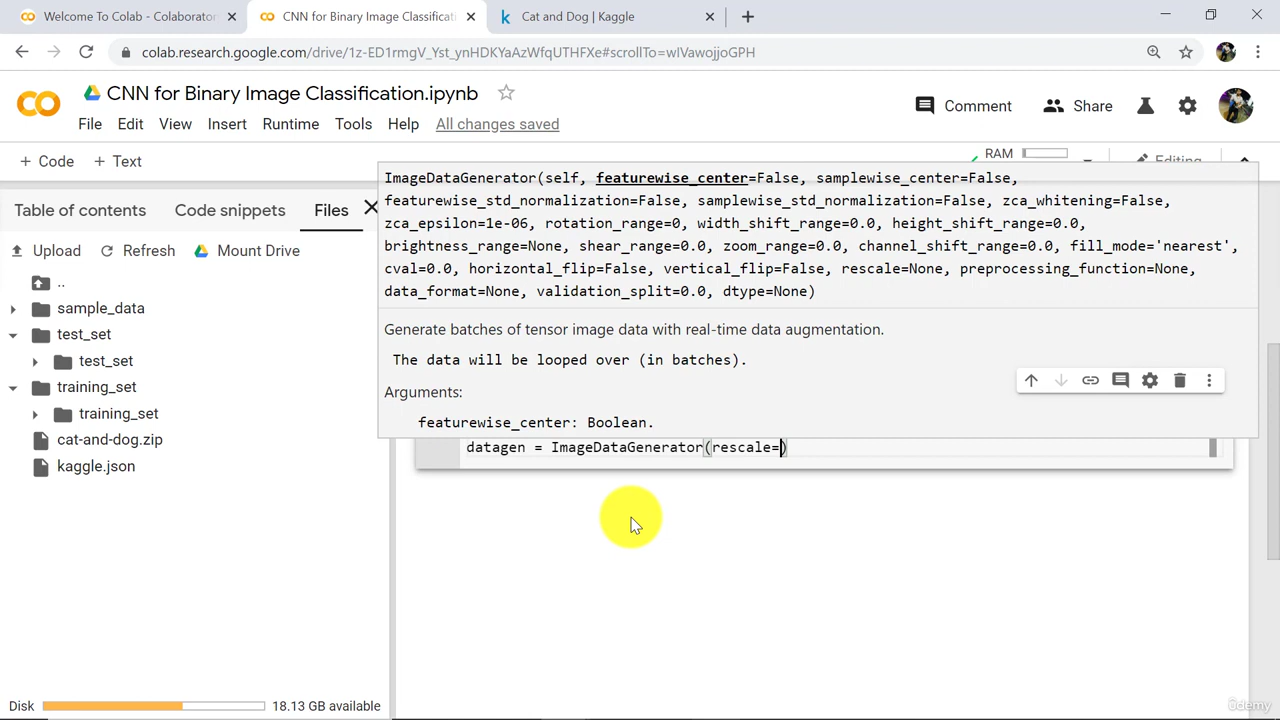 Welcome To Colab - Colaborator
CNN for Binary Image Classificati
Cat and Dog | Kaggle
colab.research.google.com/drive/1z-ED1rmgV_Yst_ynHDKYaAzWfqUTHFXe#scrollTo=wIVawojjoGPH
CNN for Binary Image Classification.ipynb
Comment
Share
File Edit View Insert Runtime Tools Help All changes saved
+ Code + Text
RAM
Editing
Table of contents Code snippets Files
Upload Refresh Mount Drive
..
sample_data
test_set
test_set
training_set
training_set
cat-and-dog.zip
kaggle.json
ImageDataGenerator(self, featurewise_center=False, samplewise_center=False,
featurewise_std_normalization=False, samplewise_std_normalization=False, zca_whitening=False,
zca_epsilon=1e-06, rotation_range=0, width_shift_range=0.0, height_shift_range=0.0,
brightness_range=None, shear_range=0.0, zoom_range=0.0, channel_shift_range=0.0, fill_mode='nearest',
cval=0.0, horizontal_flip=False, vertical_flip=False, rescale=None, preprocessing_function=None,
data_format=None, validation_split=0.0, dtype=None)
Generate batches of tensor image data with real-time data augmentation.
The data will be looped over (in batches).
Arguments:
featurewise_center: Boolean.
datagen = ImageDataGenerator(rescale=)
Disk 18.13 GB available
ûdemy